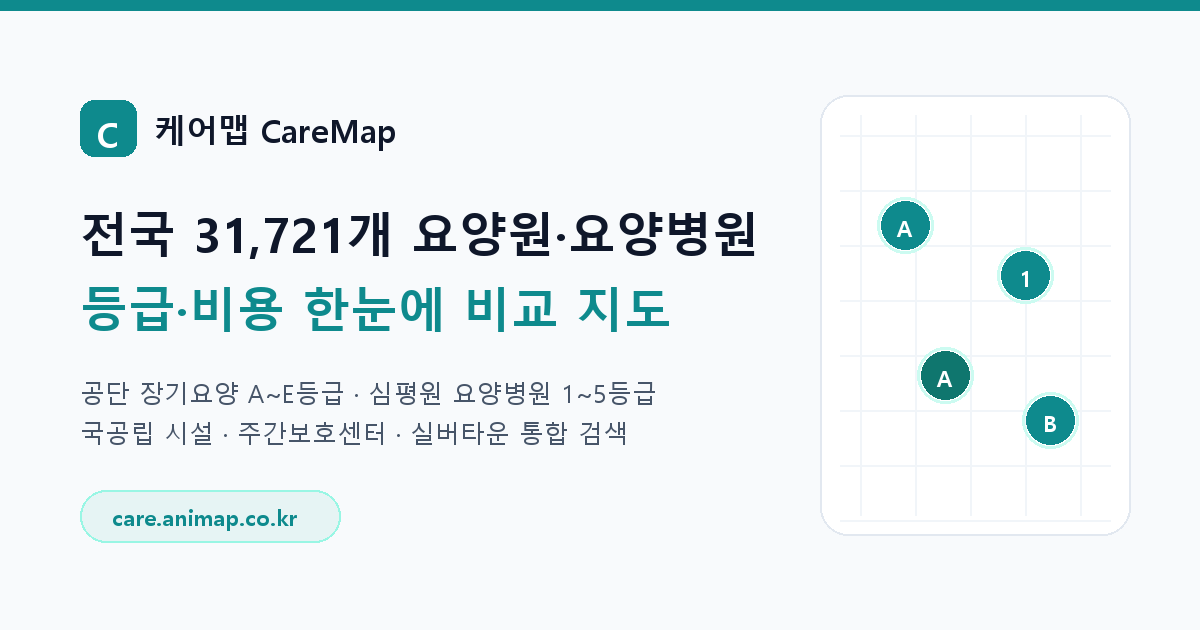 C 케어맵 CareMap
전국 31,721개 요양원·요양병원
등급·비용 한눈에 비교 지도
공단 장기요양 A~E등급 · 심평원 요양병원 1~5등급
국공립 시설 · 주간보호센터 · 실버타운 통합 검색
care.animap.co.kr
A
1
A
B